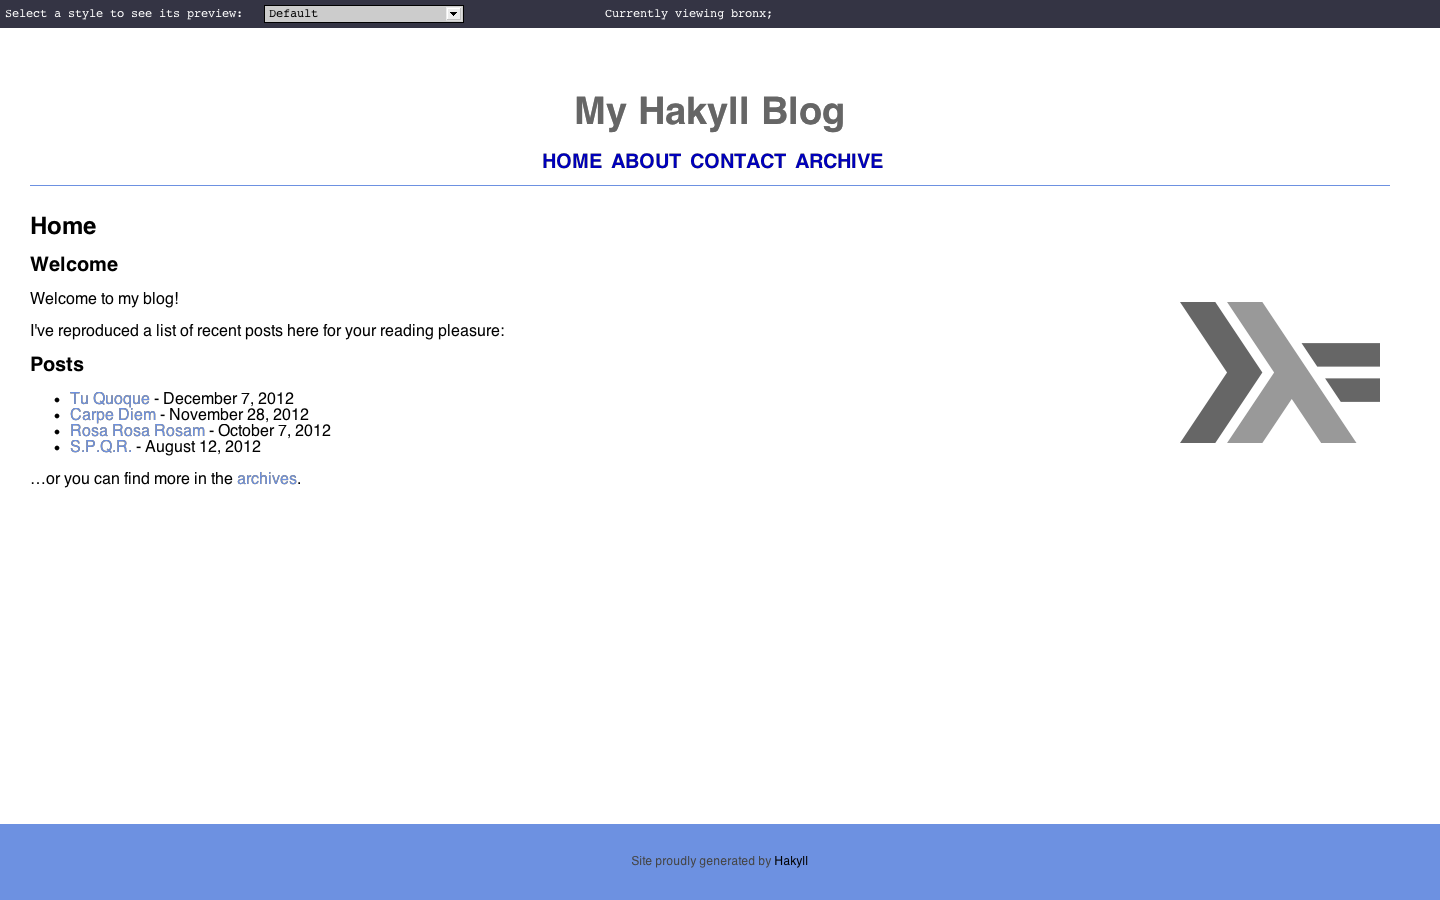 Select a style to see its preview: Default Currently viewing bronx;
My Hakyll Blog
HOME ABOUT CONTACT ARCHIVE
Home
Welcome
Welcome to my blog!
I've reproduced a list of recent posts here for your reading pleasure:
Posts
• Tu Quoque - December 7, 2012
• Carpe Diem - November 28, 2012
• Rosa Rosa Rosam - October 7, 2012
• S.P.Q.R. - August 12, 2012
…or you can find more in the archives.
Site proudly generated by Hakyll